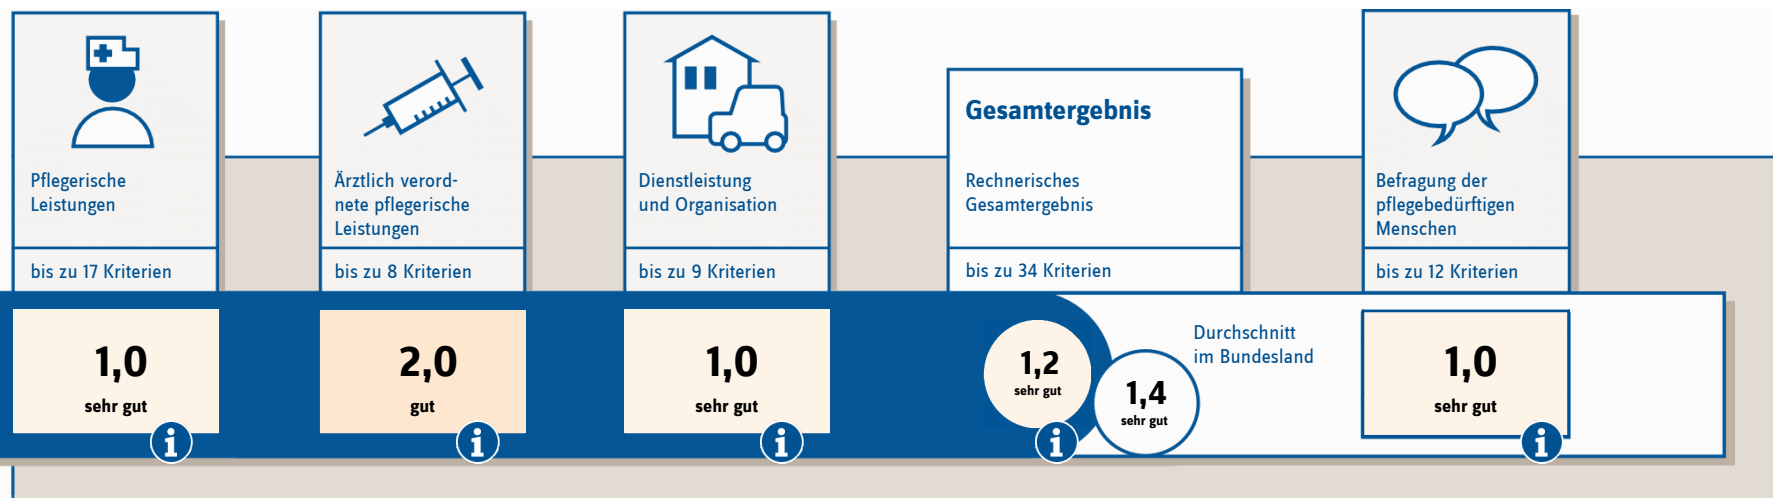 Pflegerische
Leistungen
bis zu 17 Kriterien
1,0
sehr gut
i
Ärztlich verord-
nete pflegerische
Leistungen
bis zu 8 Kriterien
2,0
gut
i
Dienstleistung
und Organisation
bis zu 9 Kriterien
1,0
sehr gut
i
Gesamtergebnis
Rechnerisches
Gesamtergebnis
bis zu 34 Kriterien
1,2
sehr gut
i
1,4
sehr gut
Durchschnitt
im Bundesland
Befragung der
pflegebedürftigen
Menschen
bis zu 12 Kriterien
1,0
sehr gut
i